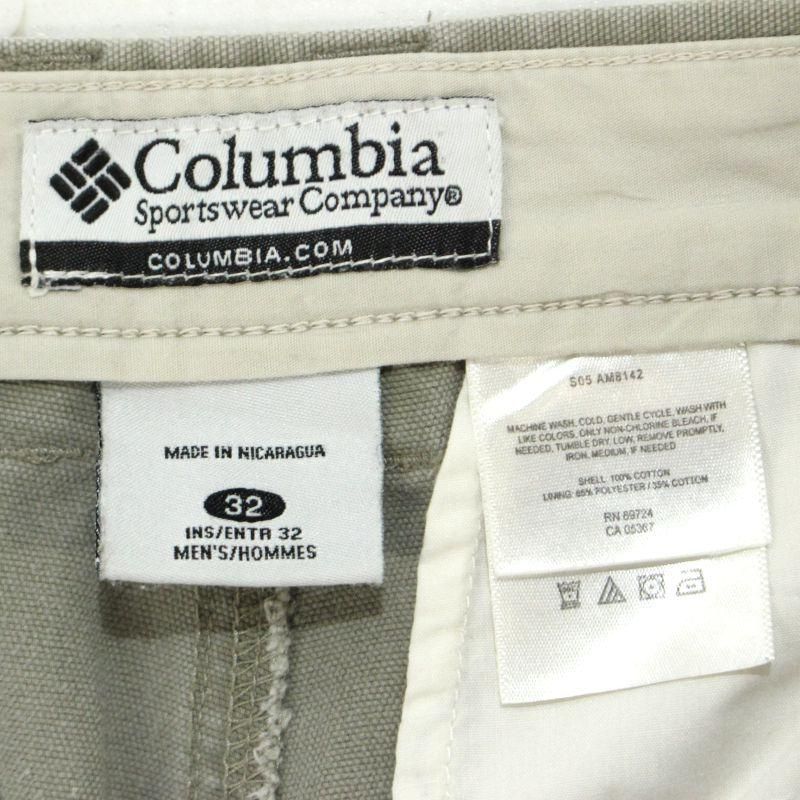 Columbia
Sportswear Company®
COLUMBIA.COM
MADE IN NICARAGUA
32
INS/ENTR 32
MEN'S/HOMMES
S05 AM8142
MACHINE WASH, COLD, GENTLE CYCLE, WASH WITH
LIKE COLORS, ONLY NON-CHLORINE BLEACH, IF
NEEDED, TUMBLE DRY, LOW, REMOVE PROMPTLY,
IRON, MEDIUM, IF NEEDED
SHELL: 100% COTTON
LINING: 65% POLYESTER / 35% COTTON
RN 69724
CA 05367